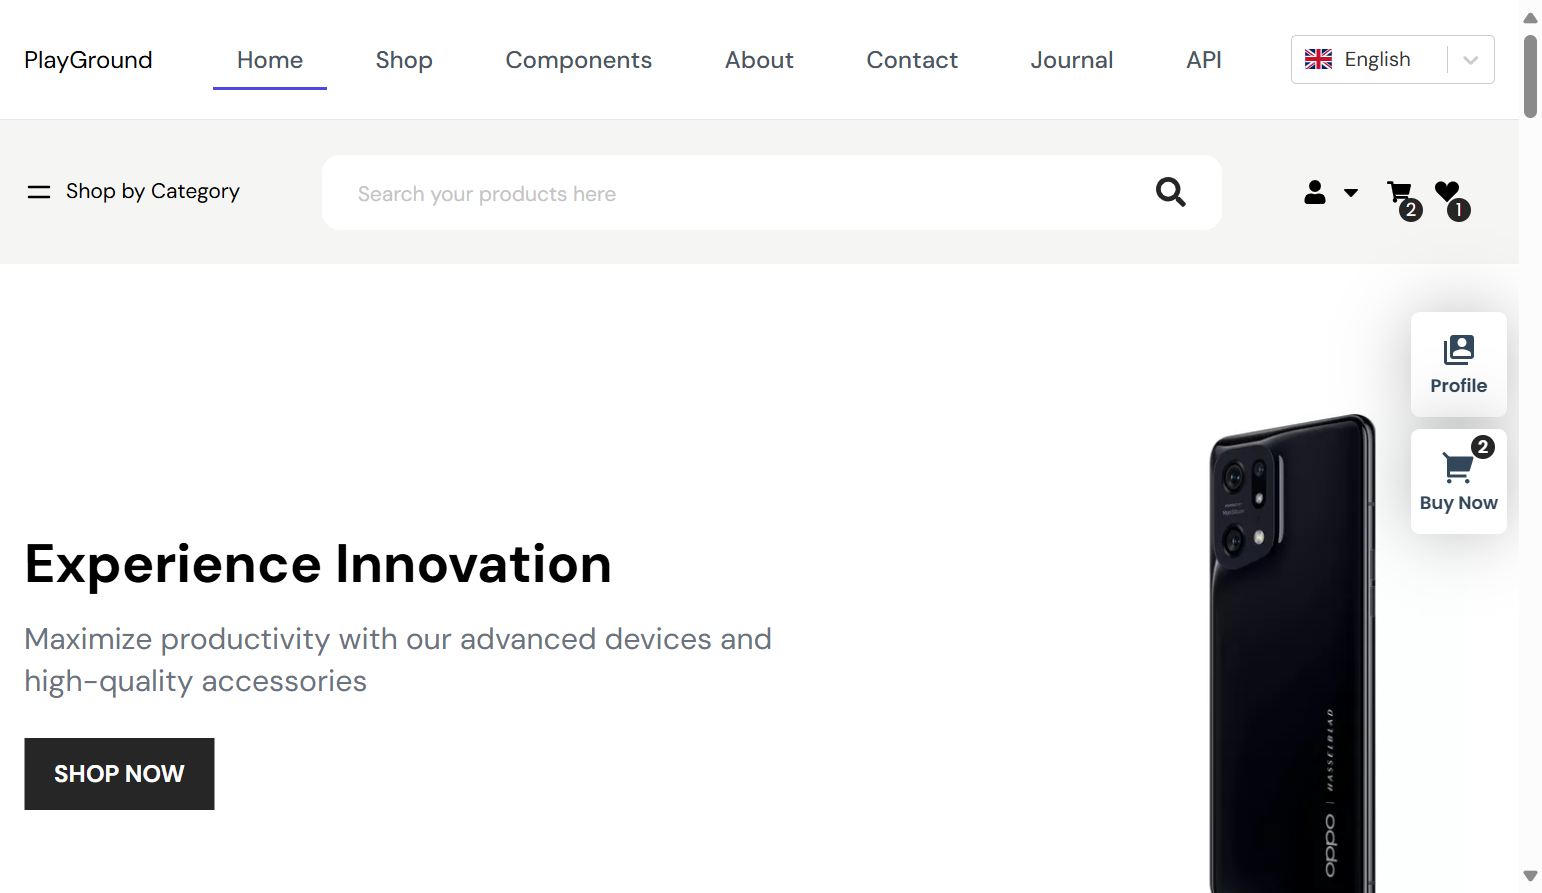 PlayGround
Home
Shop
Components
About
Contact
Journal
API
English
Shop by Category
Search your products here
2
1
Profile
2
Buy Now
Experience Innovation
Maximize productivity with our advanced devices and
high-quality accessories
SHOP NOW
HASSELBLAD
oppo